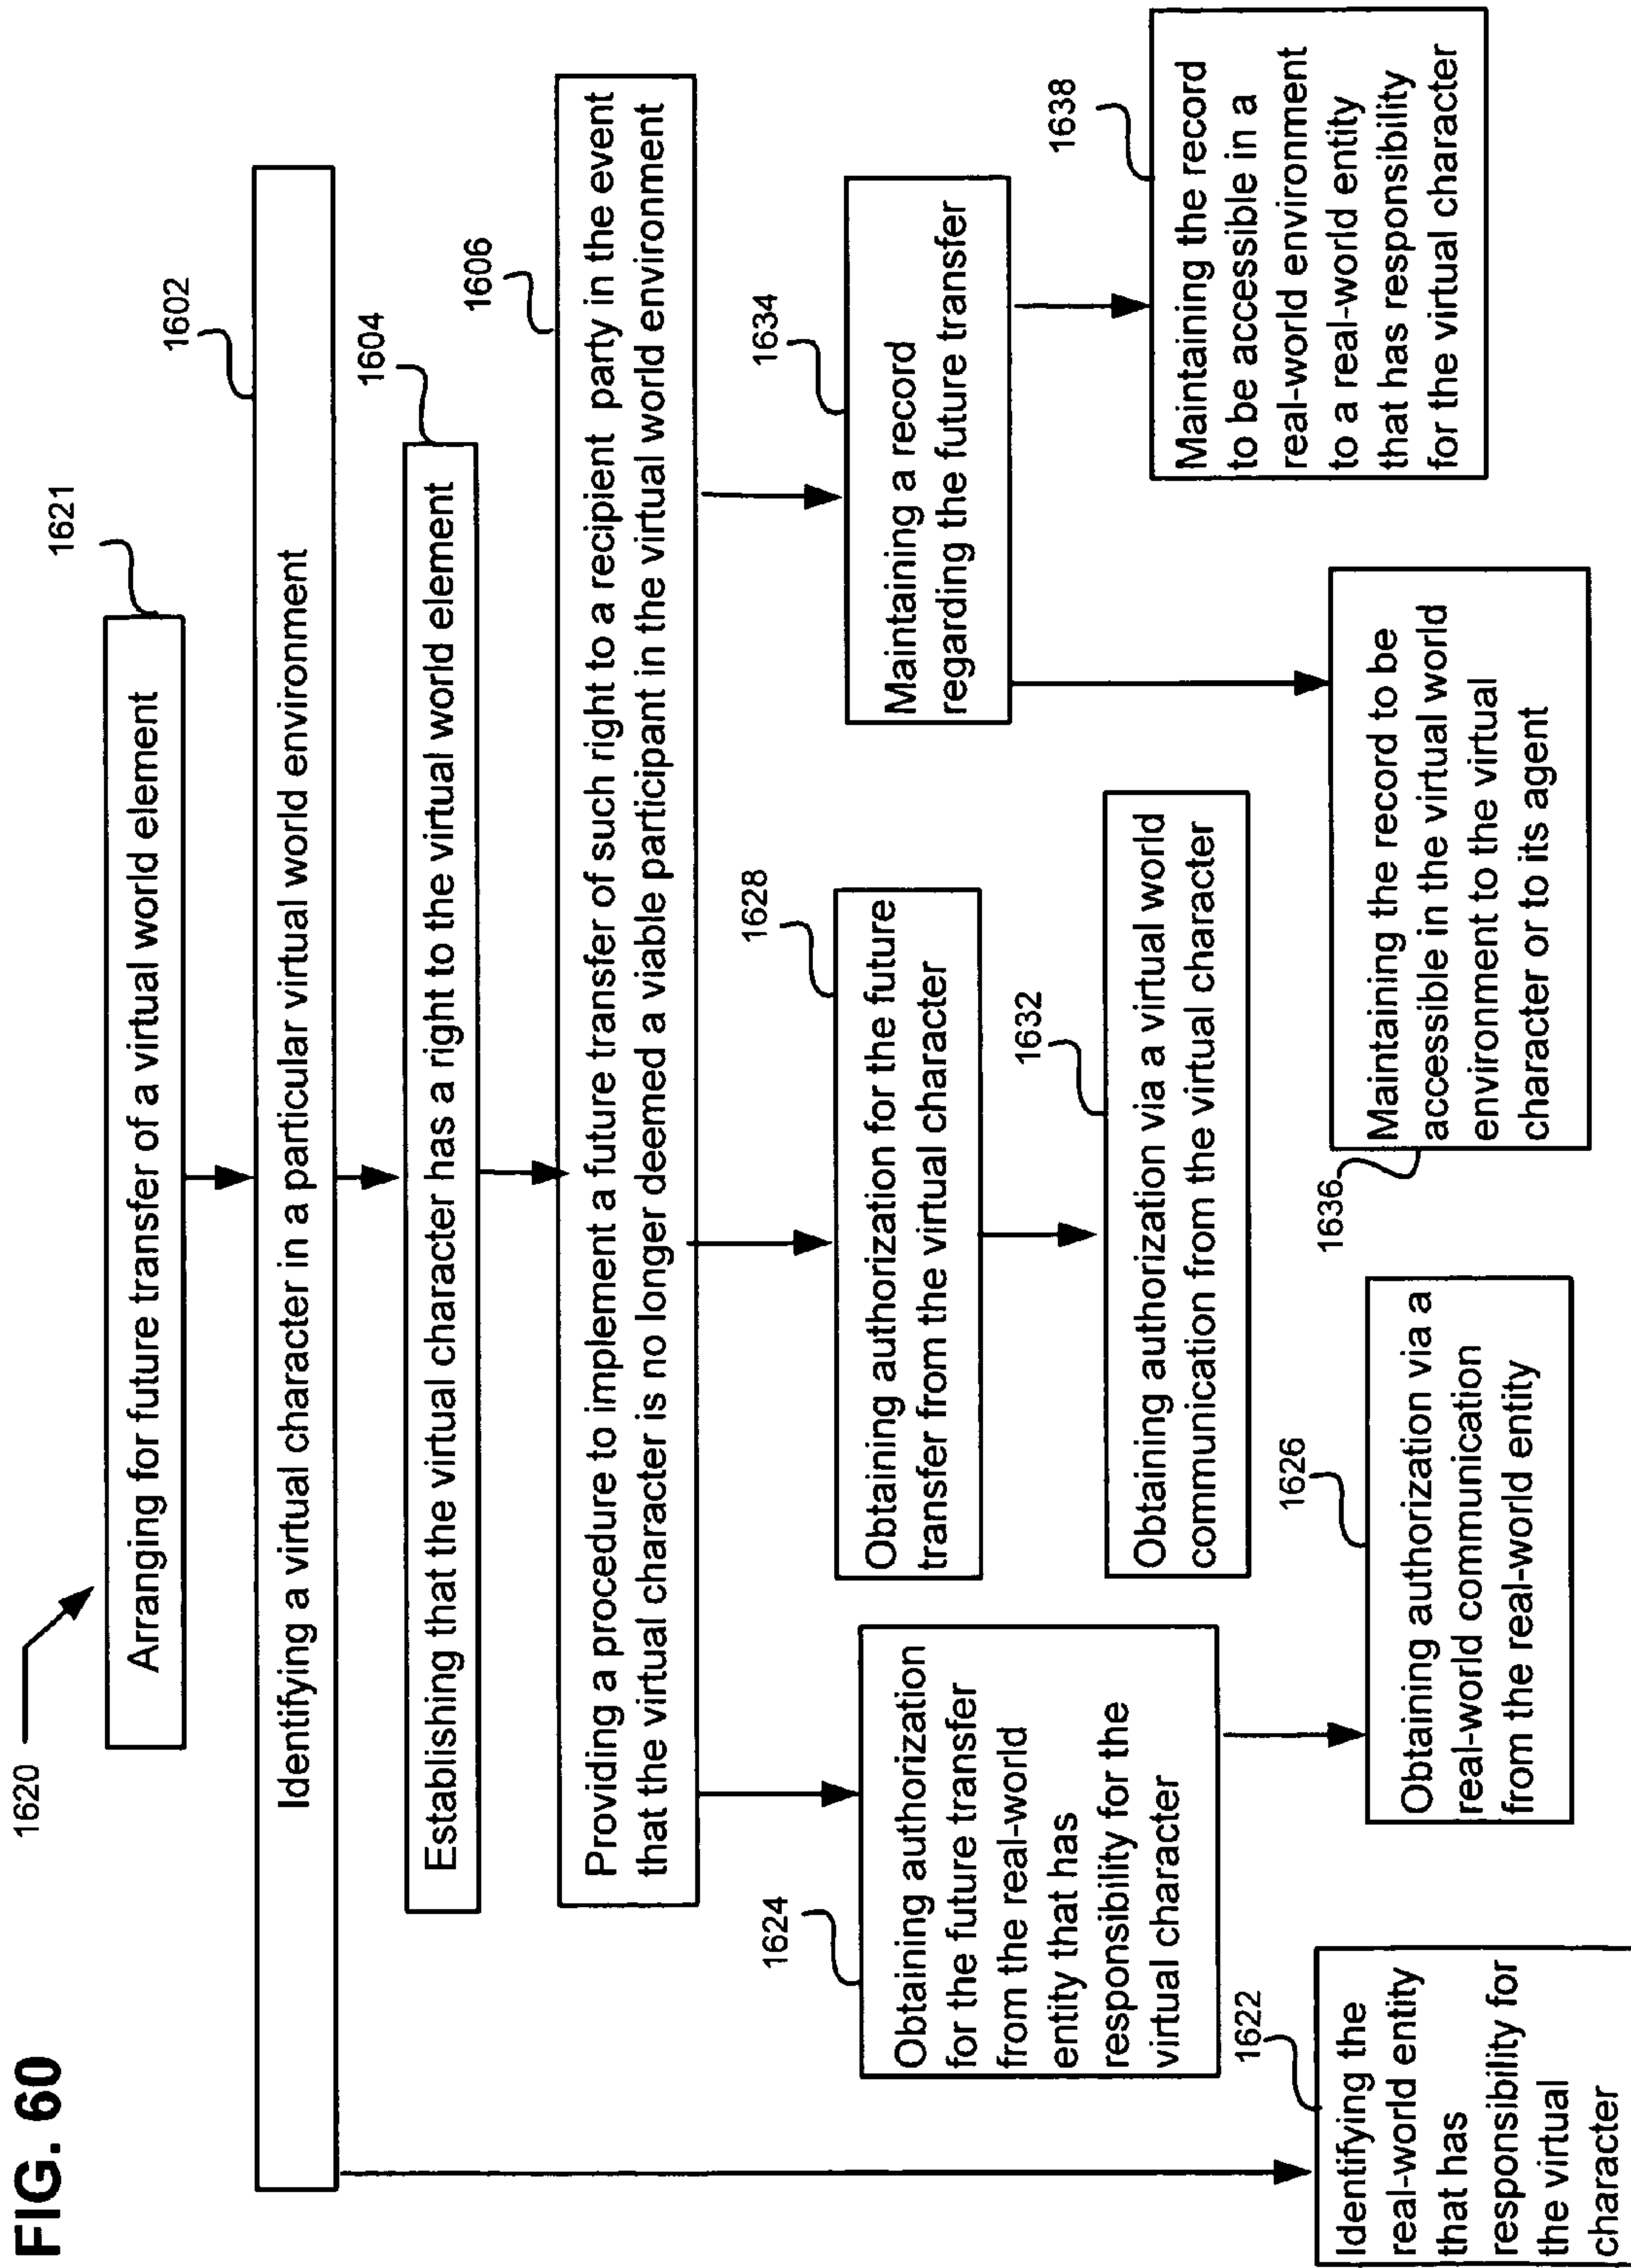 FIG. 60
1620
1621
Arranging for future transfer of a virtual world element
1602
Identifying a virtual character in a particular virtual world environment
1604
Establishing that the virtual character has a right to the virtual world element
1606
Providing a procedure to implement a future transfer of such right to a recipient party in the event
that the virtual character is no longer deemed a viable participant in the virtual world environment
1624
Obtaining authorization
for the future transfer
from the real-world
entity that has
responsibility for the
virtual character
1628
Obtaining authorization for the future
transfer from the virtual character
1634
Maintaining a record
regarding the future transfer
1622
Identifying the
real-world entity
that has
responsibility for
the virtual
character
1626
Obtaining authorization via a
real-world communication
from the real-world entity
1632
Obtaining authorization via a virtual world
communication from the virtual character
1636
Maintaining the record to be
accessible in the virtual world
environment to the virtual
character or to its agent
1638
Maintaining the record
to be accessible in a
real-world environment
to a real-world entity
that has responsibility
for the virtual character